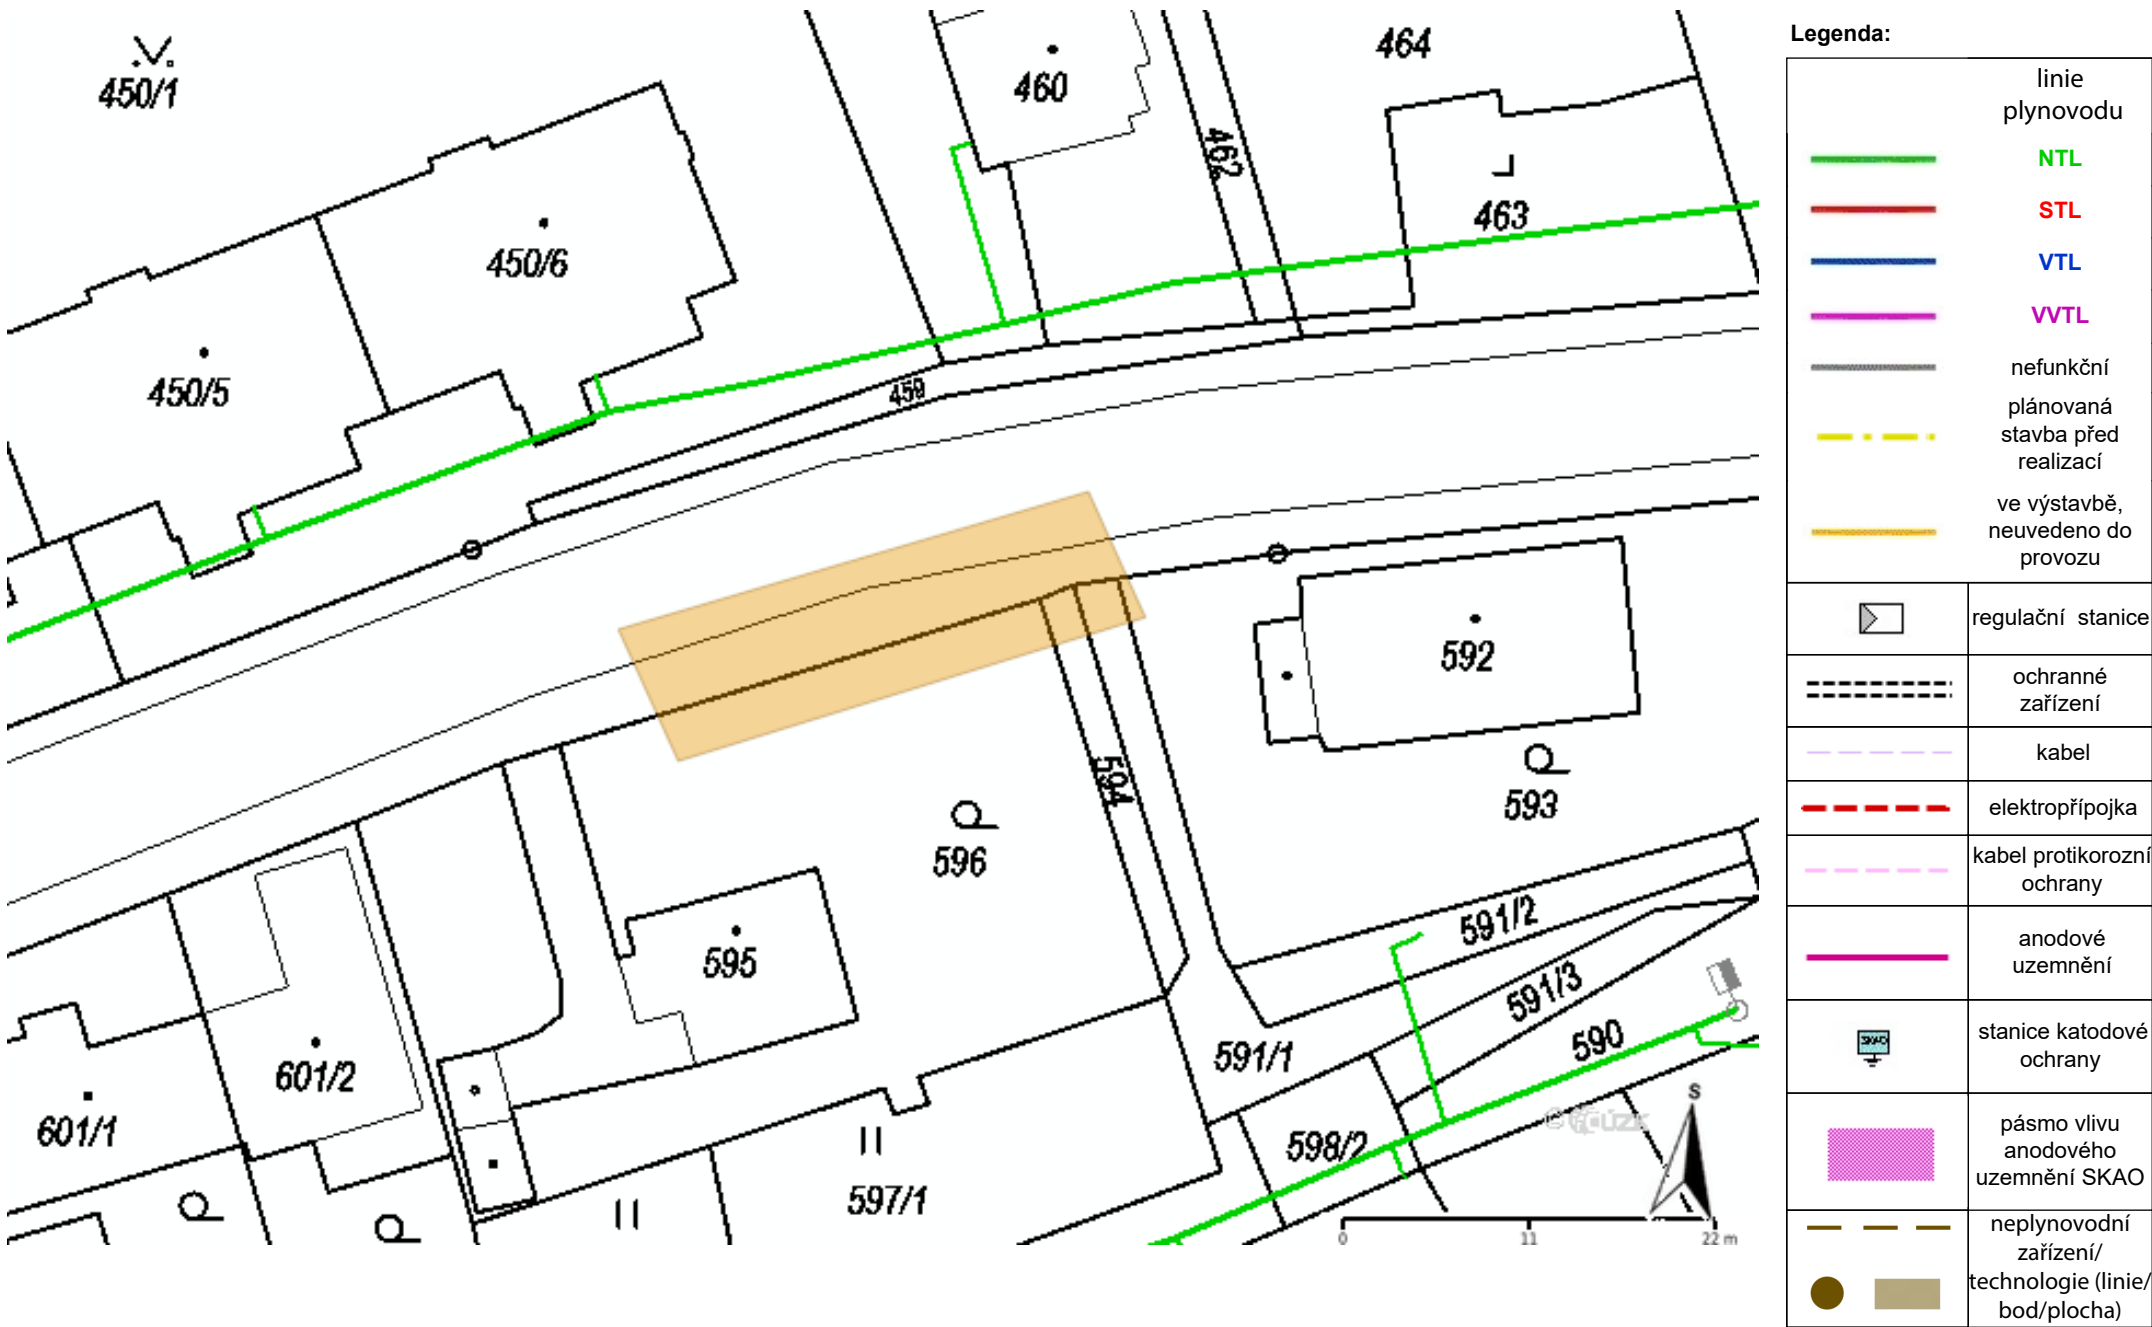 450/1
460
464
462
463
450/6
450/5
459
592
593
594
596
595
591/2
591/3
590
591/1
598/2
601/2
601/1
597/1
S
0 11 22 m
Legenda:
linie
plynovodu
NTL
STL
VTL
VVTL
nefunkční
plánovaná
stavba před
realizací
ve výstavbě,
neuvedeno do
provozu
regulační stanice
ochranné
zařízení
kabel
elektropřípojka
kabel protikorozní
ochrany
anodové
uzemnění
SKAO
stanice katodové
ochrany
pásmo vlivu
anodového
uzemnění SKAO
neplynovodní
zařízení/
technologie (linie/
bod/plocha)